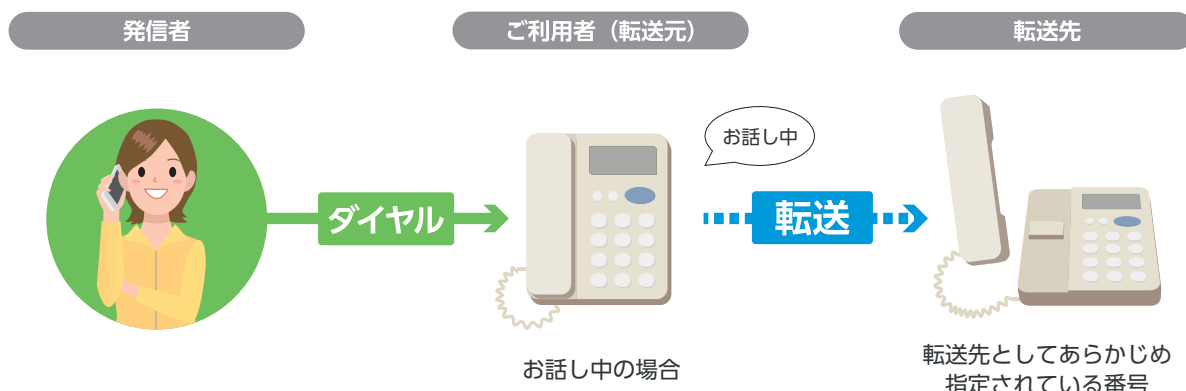 発信者
ご利用者（転送元）
転送先
お話し中
ダイヤル
転送
お話し中の場合
転送先としてあらかじめ
指定されている番号